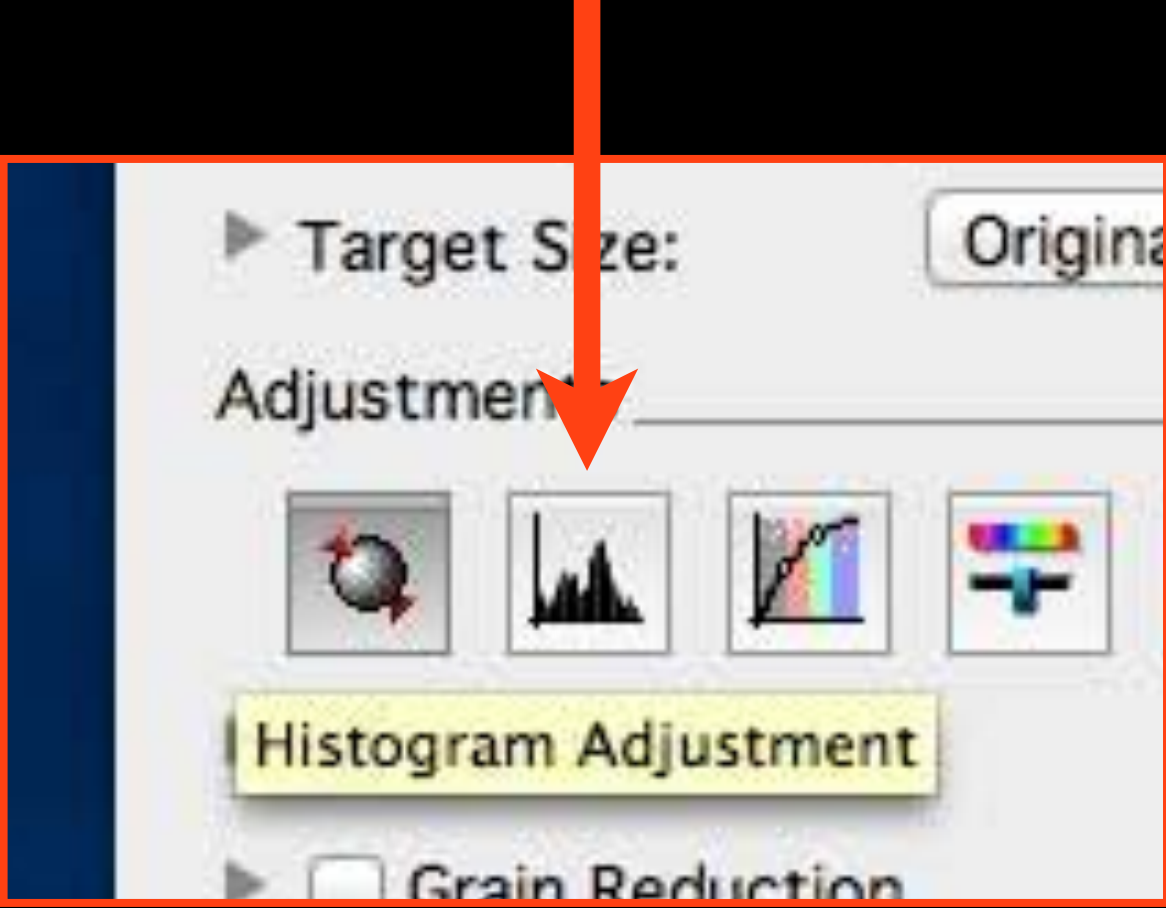 Target Size:
Origina
Adjustments
Histogram Adjustment
Grain Reduction